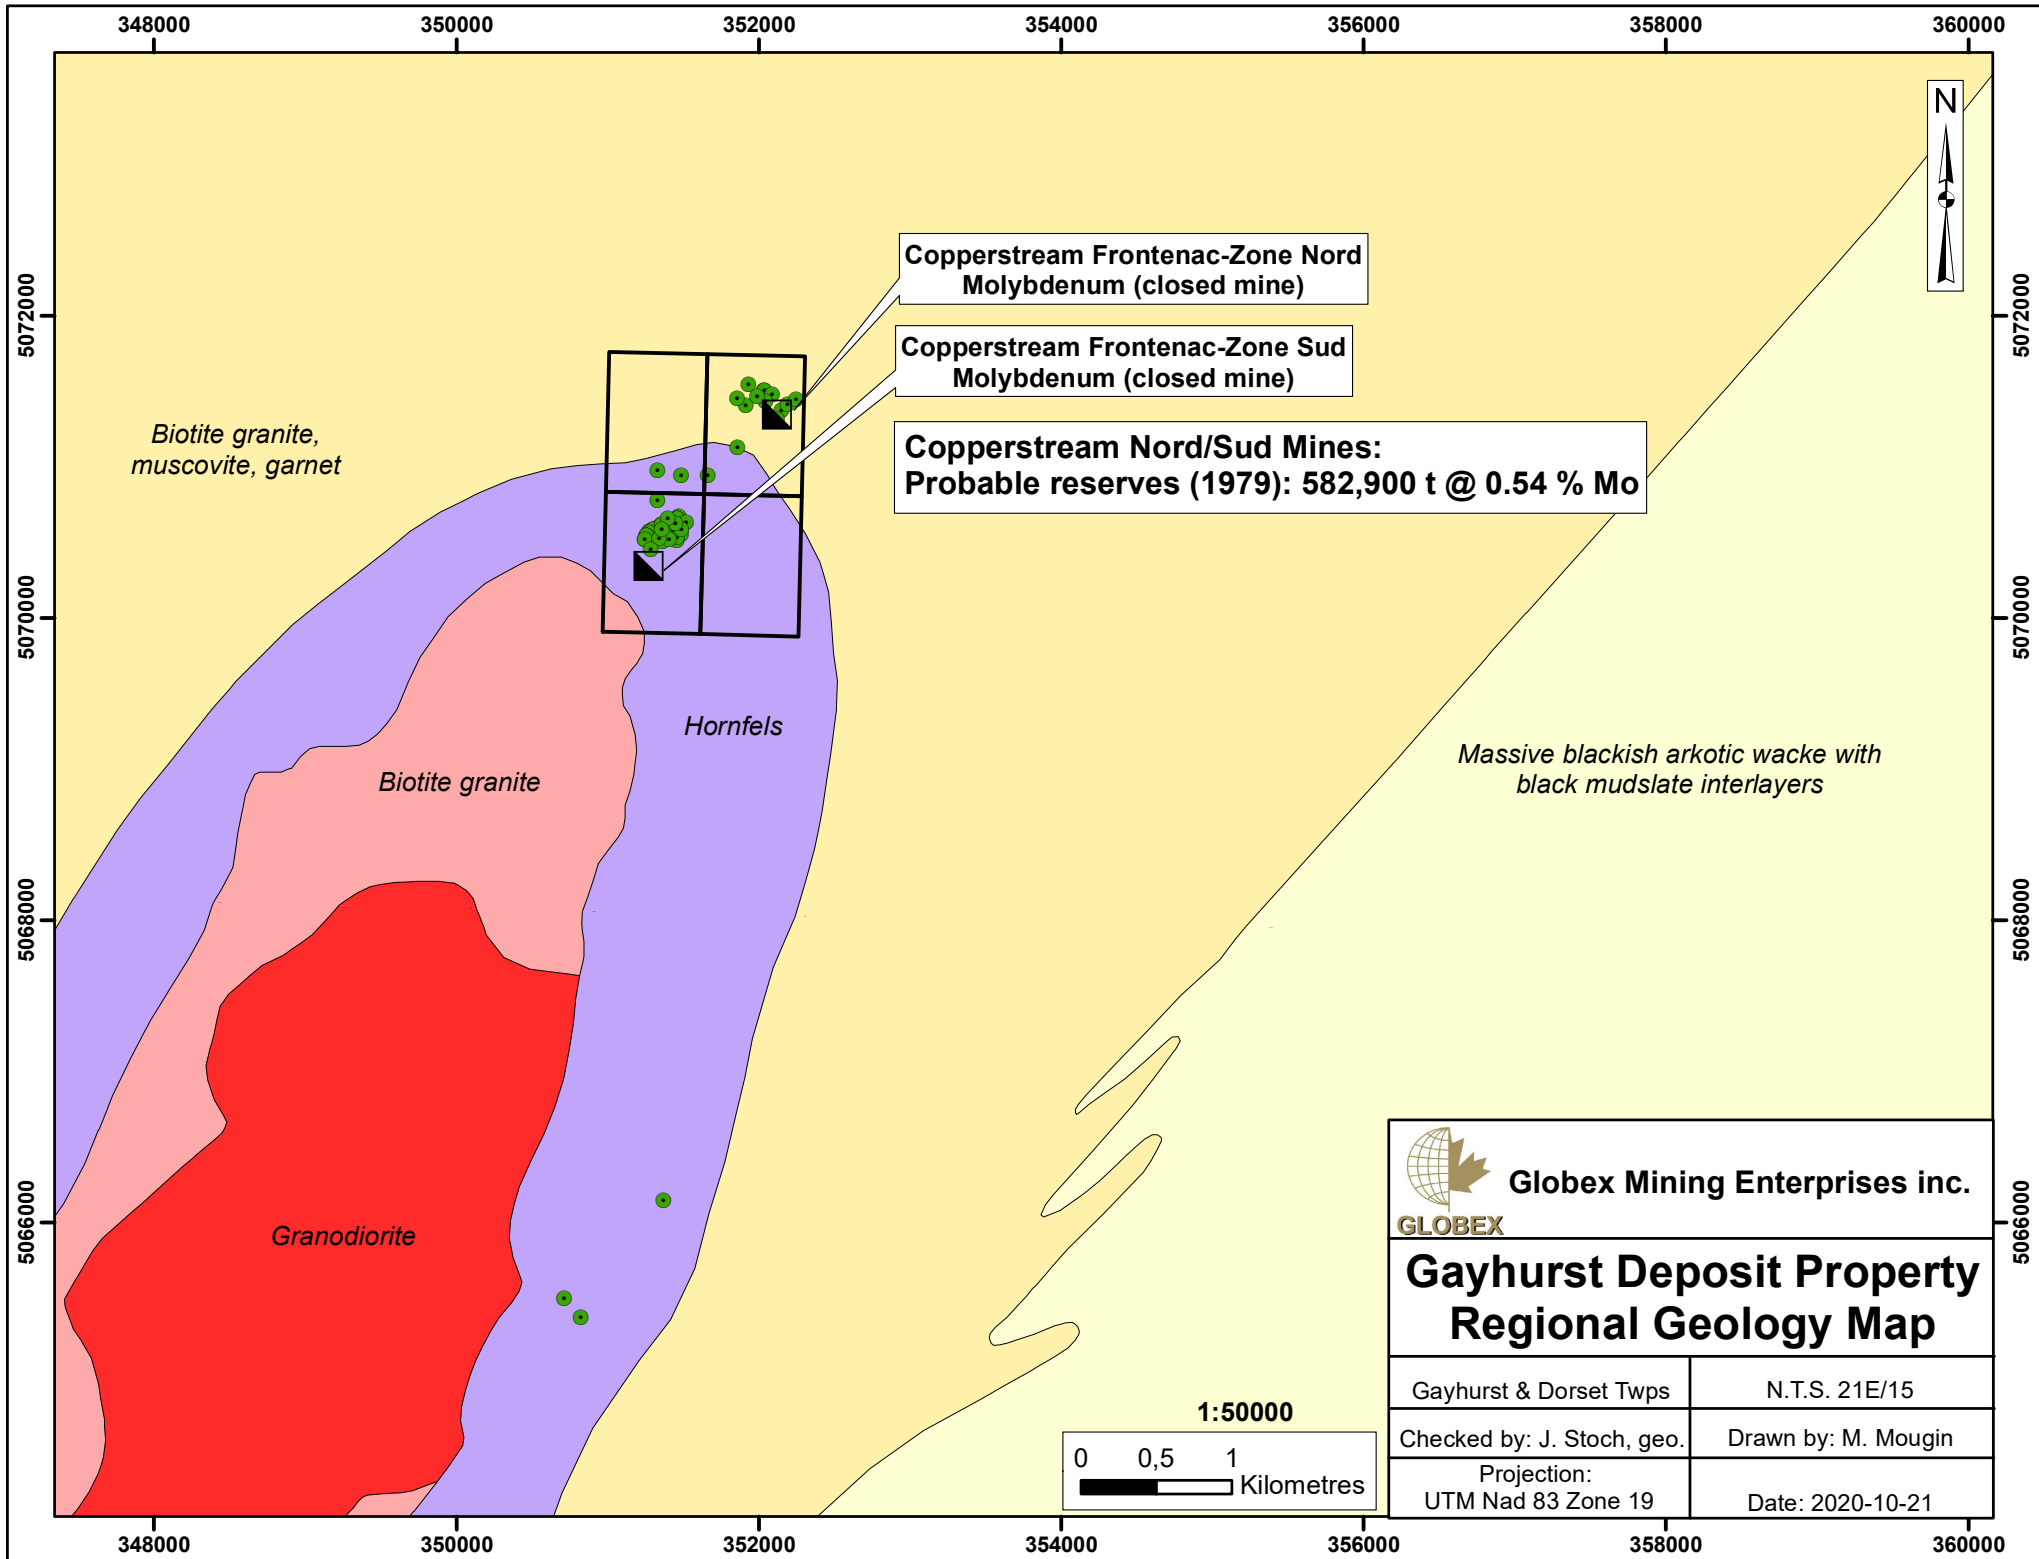 348000
350000
352000
354000
356000
358000
360000
N
Copperstream Frontenac-Zone Nord
Molybdenum (closed mine)
5072000
5072000
Copperstream Frontenac-Zone Sud
Molybdenum (closed mine)
Biotite granite,
muscovite, garnet
Copperstream Nord/Sud Mines:
Probable reserves (1979): 582,900 t @ 0.54 % Mo
5070000
5070000
Hornfels
Biotite granite
Massive blackish arkotic wacke with
black mudslate interlayers
5068000
5068000
Granodiorite
5066000
5066000
GLOBEX
Globex Mining Enterprises inc.
Gayhurst Deposit Property
Regional Geology Map
Gayhurst & Dorset Twps
N.T.S. 21E/15
Checked by: J. Stoch, geo.
Drawn by: M. Mougin
Projection:
UTM Nad 83 Zone 19
Date: 2020-10-21
1:50000
0 0,5 1
Kilometres
348000
350000
352000
354000
356000
358000
360000